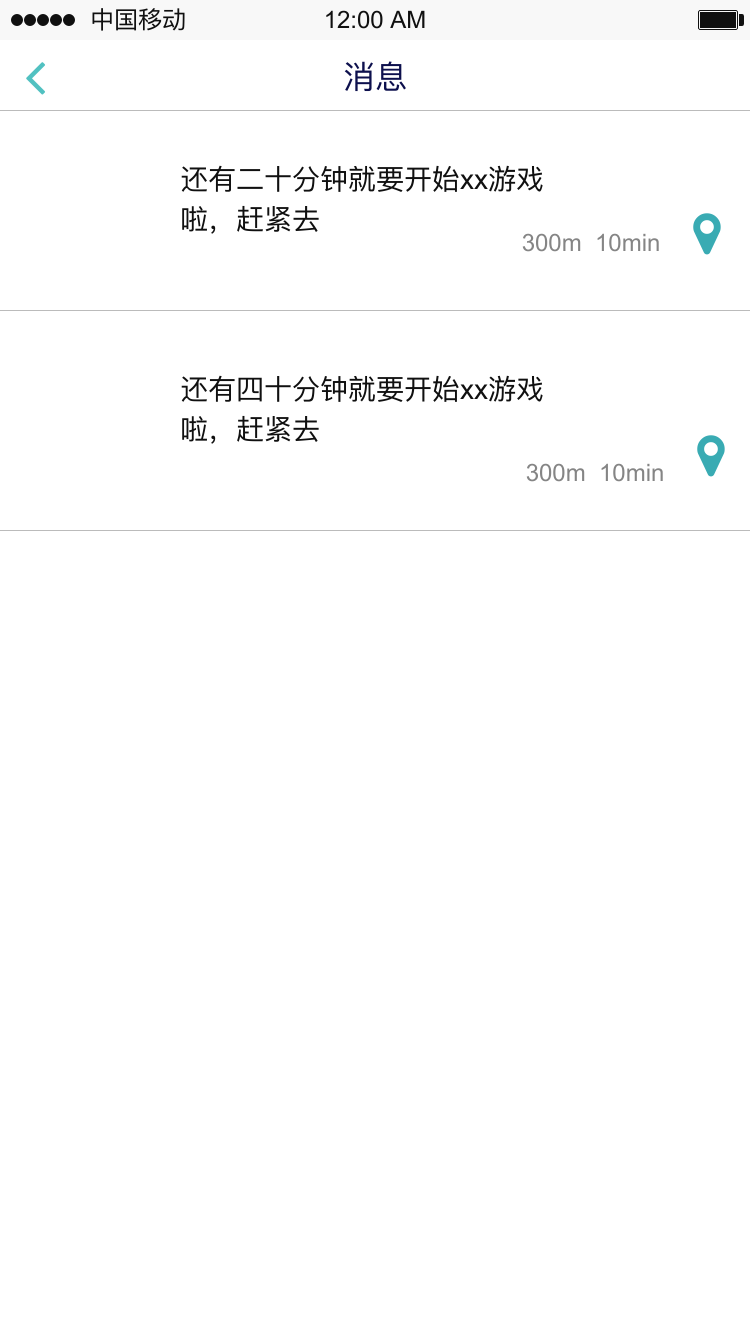 中国移动 12:00 AM
消息
还有二十分钟就要开始xx游戏
啦，赶紧去
300m 10min
还有四十分钟就要开始xx游戏
啦，赶紧去
300m 10min